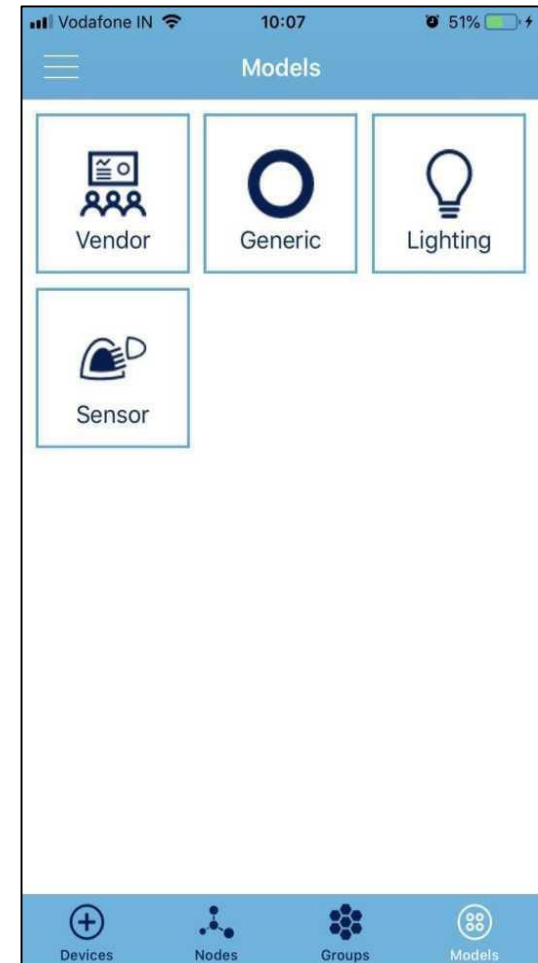 Vodafone IN 10:07 51%
Models
Vendor Generic Lighting
Sensor
Devices Nodes Groups Models